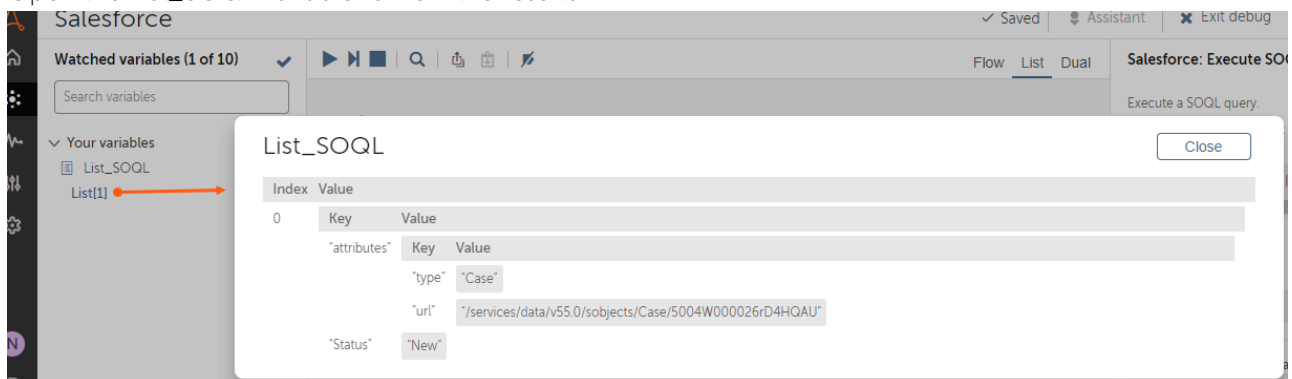 Salesforce
Saved
Assistant
Exit debug
Watched variables (1 of 10)
Flow List Dual
Salesforce: Execute SO
Search variables
Execute a SOQL query.
Your variables
List_SOQL
List[1]
List_SOQL
Close
Index Value
0 Key Value
"attributes" Key Value
"type" "Case"
"url" "/services/data/v55.0/sobjects/Case/5004W000026rD4HQAU"
"Status" "New"
N